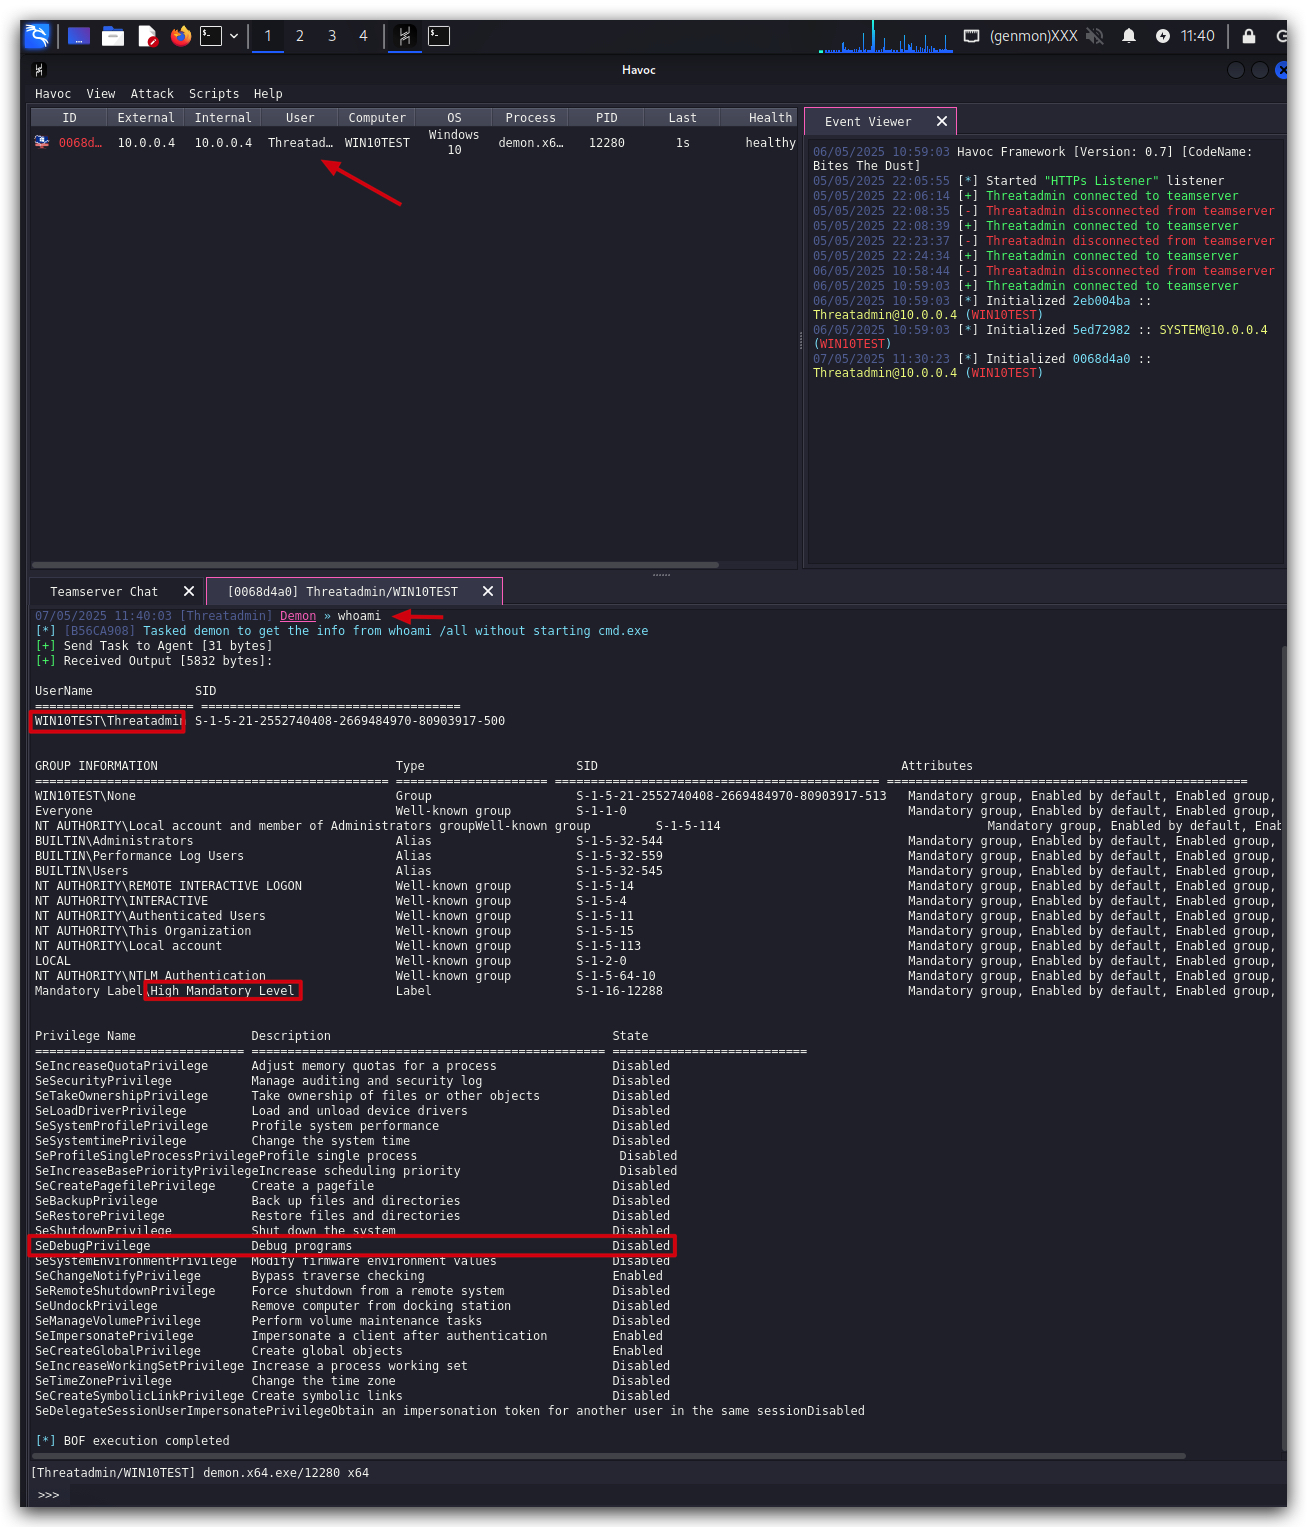 1 2 3 4 (genmon)XXX 11:40
Havoc
Havoc View Attack Scripts Help
ID External Internal User Computer OS Process PID Last Health
0068d… 10.0.0.4 10.0.0.4 Threatad… WIN10TEST Windows 10 demon.x6… 12280 1s healthy
Event Viewer
06/05/2025 10:59:03 Havoc Framework [Version: 0.7] [CodeName:
Bites The Dust]
05/05/2025 22:05:55 [*] Started "HTTPs Listener" listener
05/05/2025 22:06:14 [+] Threatadmin connected to teamserver
05/05/2025 22:08:35 [-] Threatadmin disconnected from teamserver
05/05/2025 22:08:39 [+] Threatadmin connected to teamserver
05/05/2025 22:23:37 [-] Threatadmin disconnected from teamserver
05/05/2025 22:24:34 [+] Threatadmin connected to teamserver
06/05/2025 10:58:44 [-] Threatadmin disconnected from teamserver
06/05/2025 10:59:03 [+] Threatadmin connected to teamserver
06/05/2025 10:59:03 [*] Initialized 2eb004ba ::
Threatadmin@10.0.0.4 (WIN10TEST)
06/05/2025 10:59:03 [*] Initialized 5ed72982 :: SYSTEM@10.0.0.4
(WIN10TEST)
07/05/2025 11:30:23 [*] Initialized 0068d4a0 ::
Threatadmin@10.0.0.4 (WIN10TEST)
Teamserver Chat [0068d4a0] Threatadmin/WIN10TEST
07/05/2025 11:40:03 [Threatadmin] Demon » whoami
[*] [B56CA908] Tasked demon to get the info from whoami /all without starting cmd.exe
[+] Send Task to Agent [31 bytes]
[+] Received Output [5832 bytes]:
UserName SID
====================== ====================================
WIN10TEST\Threatadmin S-1-5-21-2552740408-2669484970-80903917-500
GROUP INFORMATION Type SID Attributes
================================================= ===================== ============================================= ==================================================
WIN10TEST\None Group S-1-5-21-2552740408-2669484970-80903917-513 Mandatory group, Enabled by default, Enabled group,
Everyone Well-known group S-1-1-0 Mandatory group, Enabled by default, Enabled group,
NT AUTHORITY\Local account and member of Administrators groupWell-known group S-1-5-114 Mandatory group, Enabled by default, Enab
BUILTIN\Administrators Alias S-1-5-32-544 Mandatory group, Enabled by default, Enabled group,
BUILTIN\Performance Log Users Alias S-1-5-32-559 Mandatory group, Enabled by default, Enabled group,
BUILTIN\Users Alias S-1-5-32-545 Mandatory group, Enabled by default, Enabled group,
NT AUTHORITY\REMOTE INTERACTIVE LOGON Well-known group S-1-5-14 Mandatory group, Enabled by default, Enabled group,
NT AUTHORITY\INTERACTIVE Well-known group S-1-5-4 Mandatory group, Enabled by default, Enabled group,
NT AUTHORITY\Authenticated Users Well-known group S-1-5-11 Mandatory group, Enabled by default, Enabled group,
NT AUTHORITY\This Organization Well-known group S-1-5-15 Mandatory group, Enabled by default, Enabled group,
NT AUTHORITY\Local account Well-known group S-1-5-113 Mandatory group, Enabled by default, Enabled group,
LOCAL Well-known group S-1-2-0 Mandatory group, Enabled by default, Enabled group,
NT AUTHORITY\NTLM Authentication Well-known group S-1-5-64-10 Mandatory group, Enabled by default, Enabled group,
Mandatory Label\High Mandatory Level Label S-1-16-12288 Mandatory group, Enabled by default, Enabled group,
Privilege Name Description State
============================= ================================================= ===========================
SeIncreaseQuotaPrivilege Adjust memory quotas for a process Disabled
SeSecurityPrivilege Manage auditing and security log Disabled
SeTakeOwnershipPrivilege Take ownership of files or other objects Disabled
SeLoadDriverPrivilege Load and unload device drivers Disabled
SeSystemProfilePrivilege Profile system performance Disabled
SeSystemtimePrivilege Change the system time Disabled
SeProfileSingleProcessPrivilegeProfile single process Disabled
SeIncreaseBasePriorityPrivilegeIncrease scheduling priority Disabled
SeCreatePagefilePrivilege Create a pagefile Disabled
SeBackupPrivilege Back up files and directories Disabled
SeRestorePrivilege Restore files and directories Disabled
SeShutdownPrivilege Shut down the system Disabled
SeDebugPrivilege Debug programs Disabled
SeSystemEnvironmentPrivilege Modify firmware environment values Disabled
SeChangeNotifyPrivilege Bypass traverse checking Enabled
SeRemoteShutdownPrivilege Force shutdown from a remote system Disabled
SeUndockPrivilege Remove computer from docking station Disabled
SeManageVolumePrivilege Perform volume maintenance tasks Disabled
SeImpersonatePrivilege Impersonate a client after authentication Enabled
SeCreateGlobalPrivilege Create global objects Enabled
SeIncreaseWorkingSetPrivilege Increase a process working set Disabled
SeTimeZonePrivilege Change the time zone Disabled
SeCreateSymbolicLinkPrivilege Create symbolic links Disabled
SeDelegateSessionUserImpersonatePrivilegeObtain an impersonation token for another user in the same sessionDisabled
[*] BOF execution completed
[Threatadmin/WIN10TEST] demon.x64.exe/12280 x64
>>>